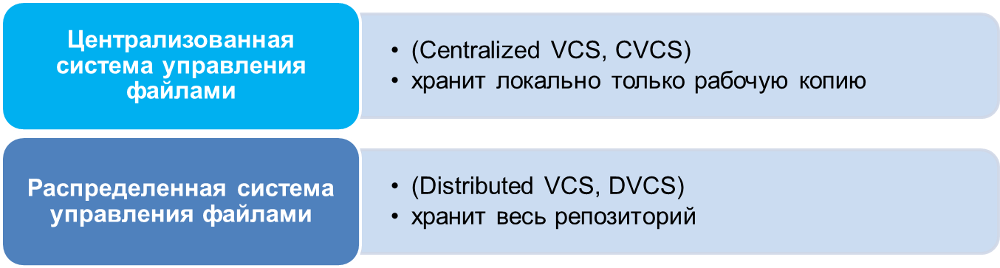 Централизованная
система управления
файлами
• (Centralized VCS, CVCS)
• хранит локально только рабочую копию
Распределенная система
управления файлами
• (Distributed VCS, DVCS)
• хранит весь репозиторий